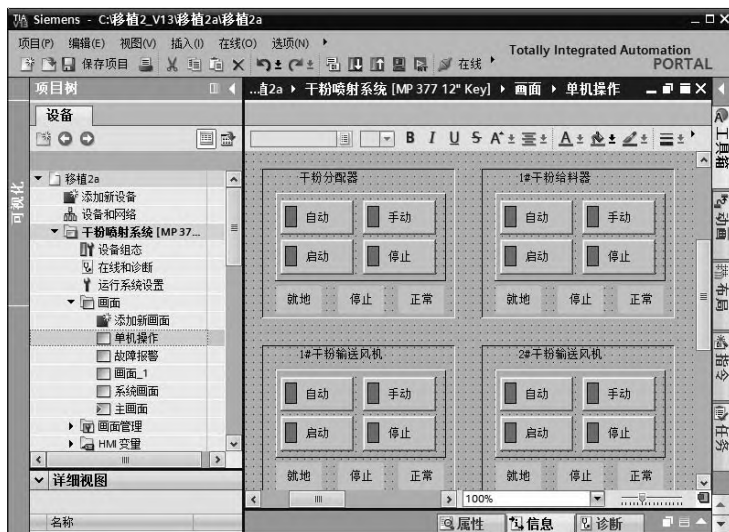 Siemens - C:\移植2_V13\移植2a\移植2a
项目(P) 编辑(E) 视图(V) 插入(I) 在线(O) 选项(N)
Totally Integrated Automation
PORTAL
保存项目 在线
项目树
...直2a 干粉喷射系统 [MP 377 12" Key] 画面 单机操作
设备
B I U S A
可视化
移植2a
添加新设备
设备和网络
干粉喷射系统 [MP 37...
设备组态
在线和诊断
运行系统设置
画面
添加新画面
单机操作
故障报警
画面_1
系统画面
主画面
画面管理
HMI 变量
详细视图
名称
干粉分配器 1#干粉给料器
自动 手动 自动 手动
启动 停止 启动 停止
就地 停止 正常 就地 停止 正常
1#干粉输送风机 2#干粉输送风机
自动 手动 自动 手动
启动 停止 启动 停止
就地 停止 正常 就地 停止 正常
100%
属性 信息 诊断
工具箱
动画
布局
指令
任务